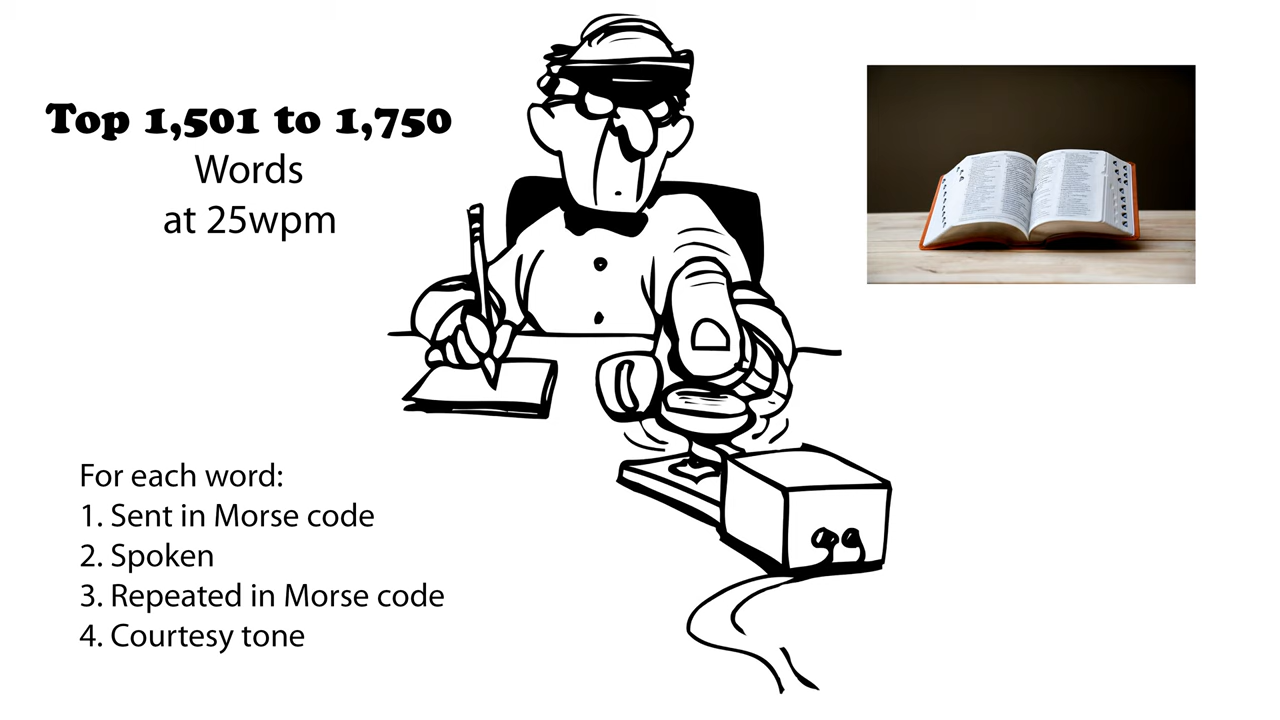 Top 1,501 to 1,750
Words
at 25wpm
For each word:
1. Sent in Morse code
2. Spoken
3. Repeated in Morse code
4. Courtesy tone